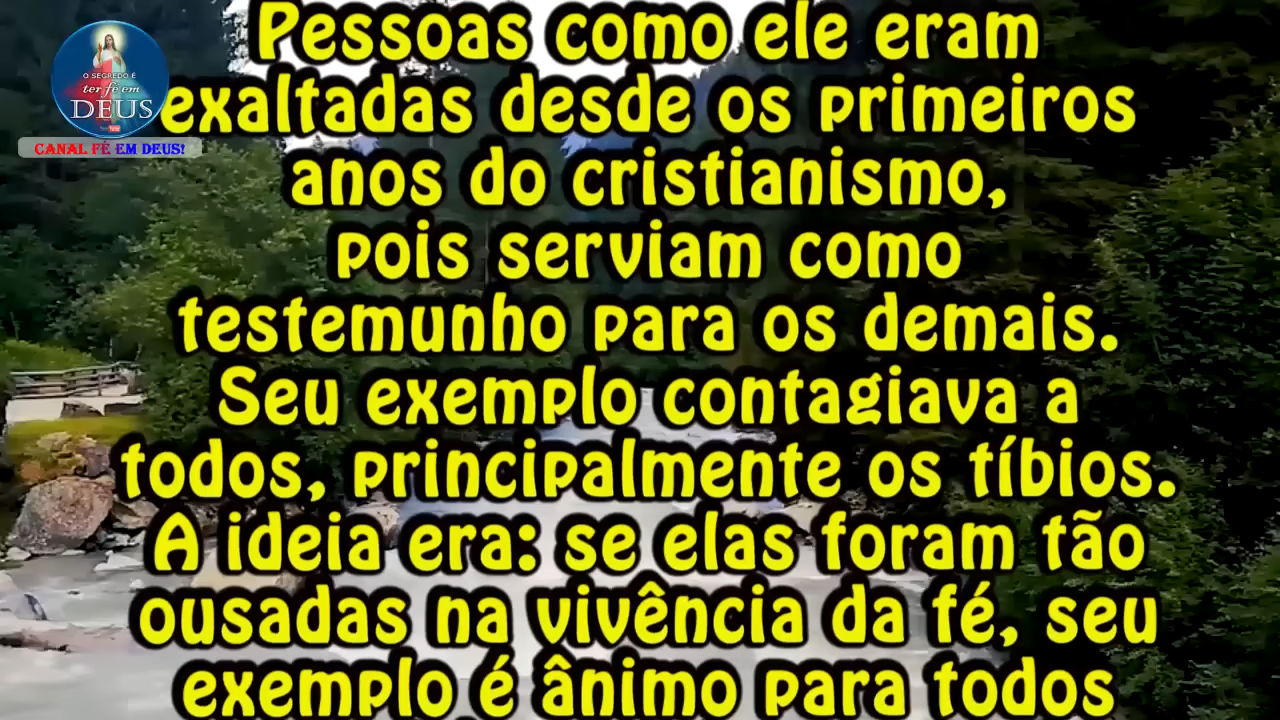 Pessoas como ele eram
exaltadas desde os primeiros
anos do cristianismo,
pois serviam como
testemunho para os demais.
Seu exemplo contagiava a
todos, principalmente os tíbios.
A ideia era: se elas foram tão
ousadas na vivência da fé, seu
exemplo é ânimo para todos
O SEGREDO É
ter fé em
DEUS
CANAL FÉ EM DEUS!